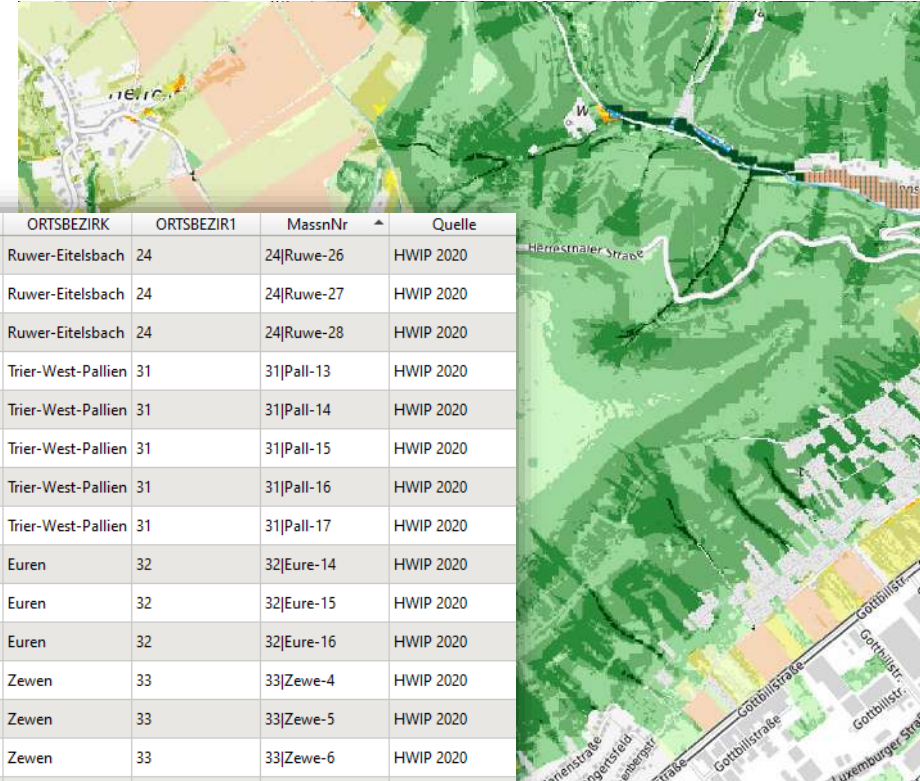 W
ORTSBEZIRK ORTSBEZIR1 MassnNr Quelle
Ruwer-Eitelsbach 24 24|Ruwe-26 HWIP 2020
Ruwer-Eitelsbach 24 24|Ruwe-27 HWIP 2020
Ruwer-Eitelsbach 24 24|Ruwe-28 HWIP 2020
Trier-West-Pallien 31 31|Pall-13 HWIP 2020
Trier-West-Pallien 31 31|Pall-14 HWIP 2020
Trier-West-Pallien 31 31|Pall-15 HWIP 2020
Trier-West-Pallien 31 31|Pall-16 HWIP 2020
Trier-West-Pallien 31 31|Pall-17 HWIP 2020
Euren 32 32|Eure-14 HWIP 2020
Euren 32 32|Eure-15 HWIP 2020
Euren 32 32|Eure-16 HWIP 2020
Zewen 33 33|Zewe-4 HWIP 2020
Zewen 33 33|Zewe-5 HWIP 2020
Zewen 33 33|Zewe-6 HWIP 2020
Herresthaler Straße
Gottbillstr.
Gottbillstr.
Gottbillstraße
Gottbillstr.
Gottbillstraße